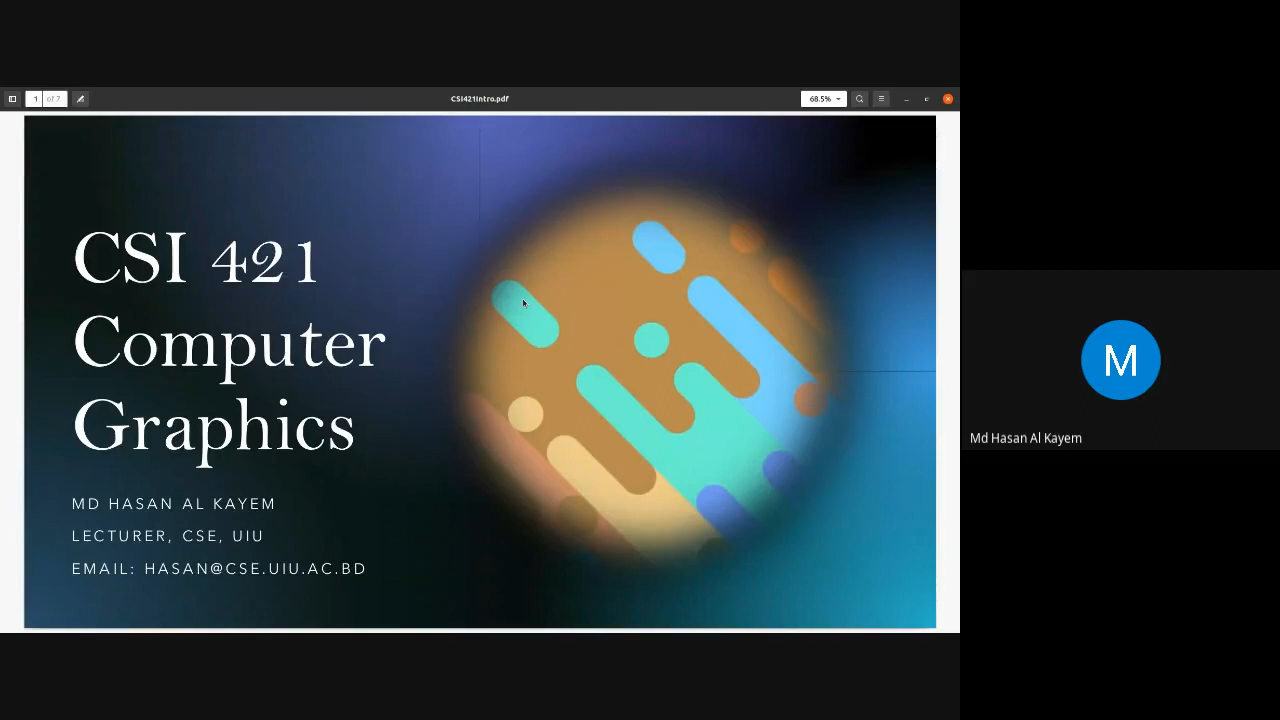 1 of 7
CSI421Intro.pdf
68.5%
CSI 421
Computer
Graphics
MD HASAN AL KAYEM
LECTURER, CSE, UIU
EMAIL: HASAN@CSE.UIU.AC.BD
M
Md Hasan Al Kayem